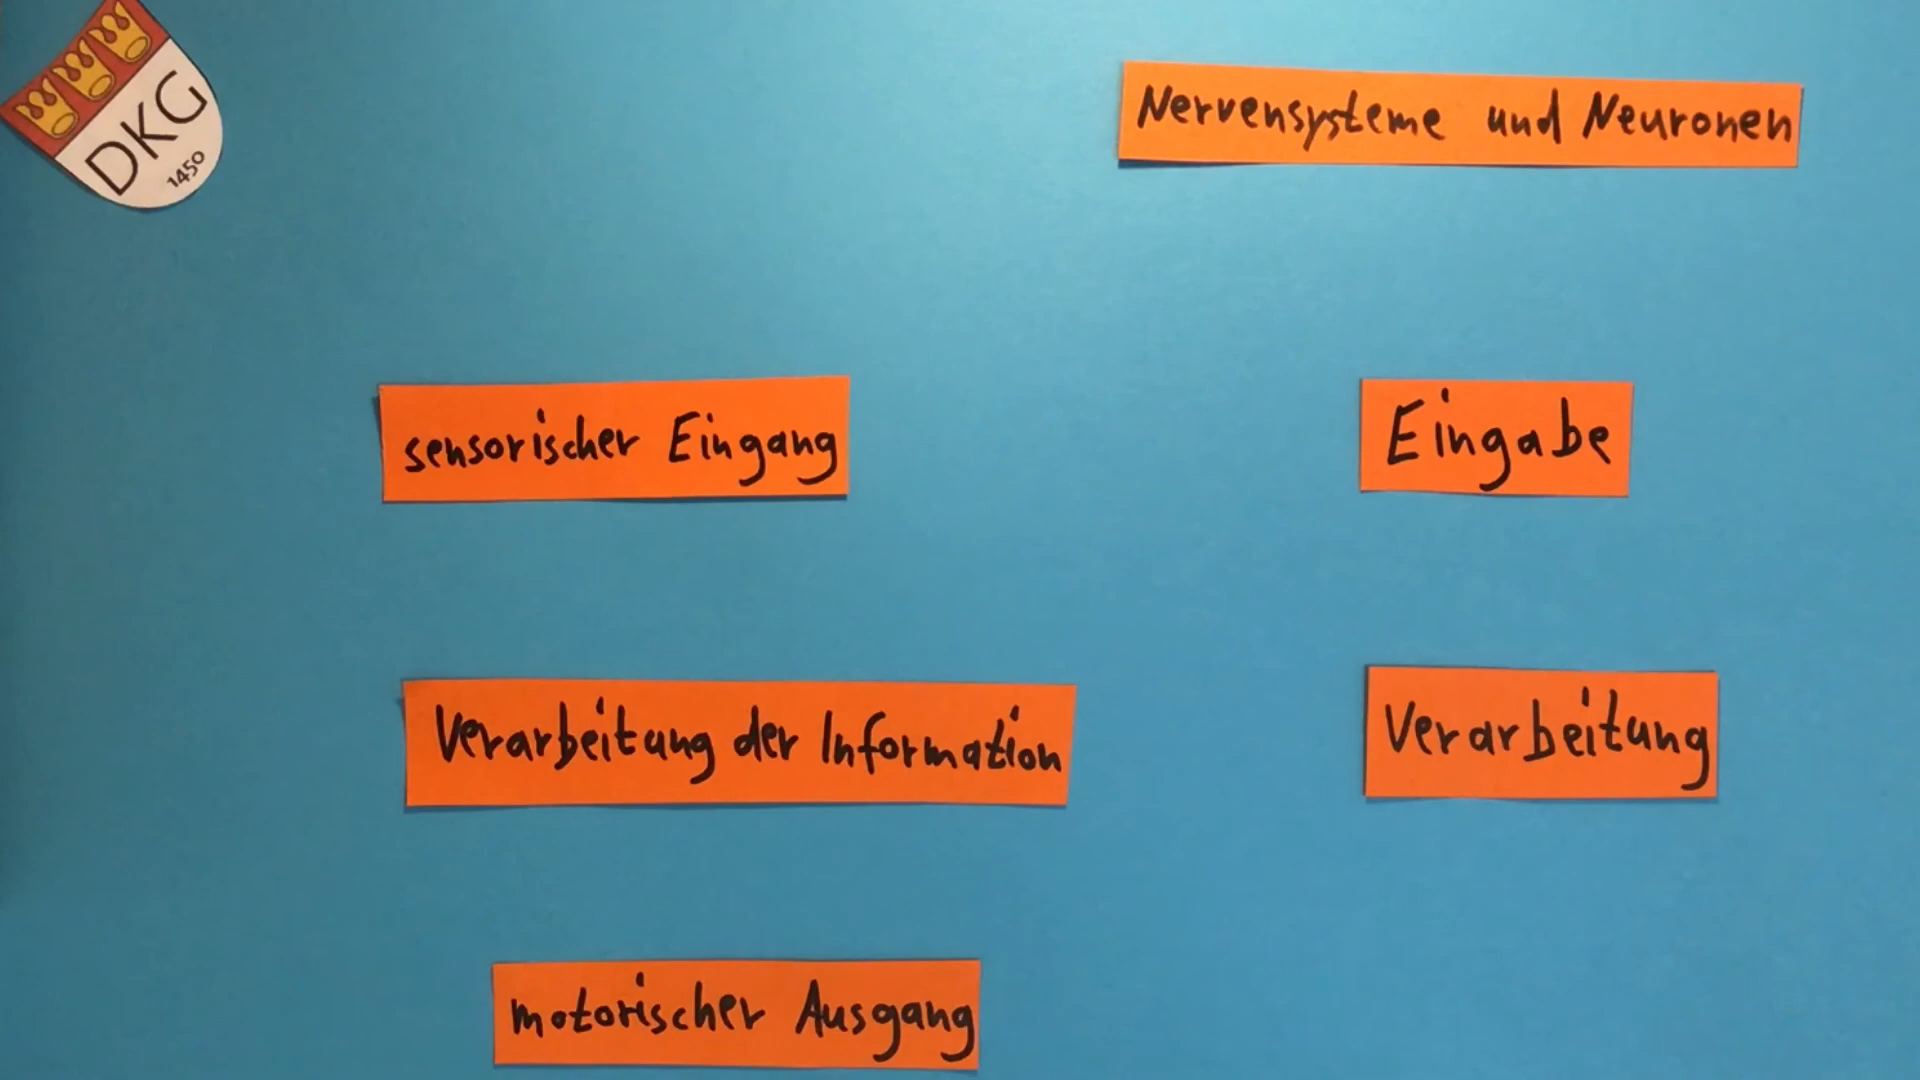 DKG
1450
Nervensysteme und Neuronen
sensorischer Eingang
Eingabe
Verarbeitung der Information
Verarbeitung
motorischer Ausgang